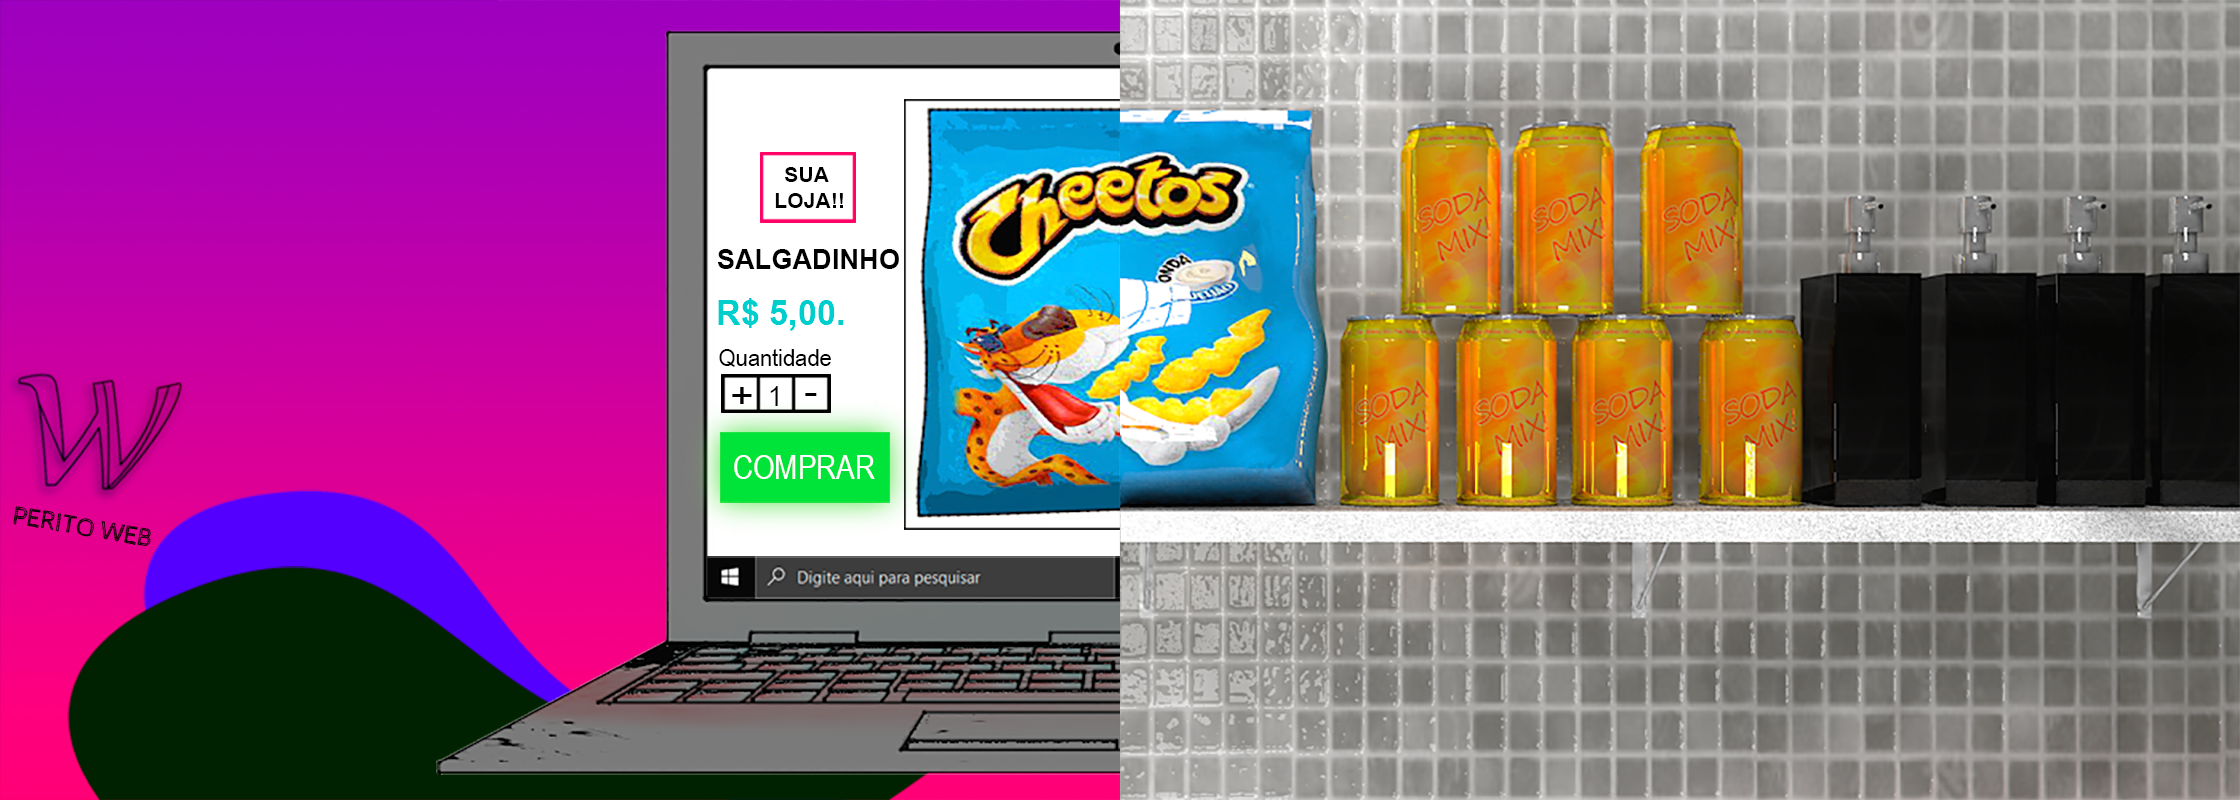 W
PERITO WEB
SUA
LOJA!!
SALGADINHO
R$ 5,00.
Quantidade
+ 1 -
COMPRAR
Digite aqui para pesquisar
Cheetos
ONDA
SODA
MIX!
SODA
MIX!
SODA
MIX!
SODA
MIX!
SODA
MIX!
SODA
MIX!
SODA
MIX!